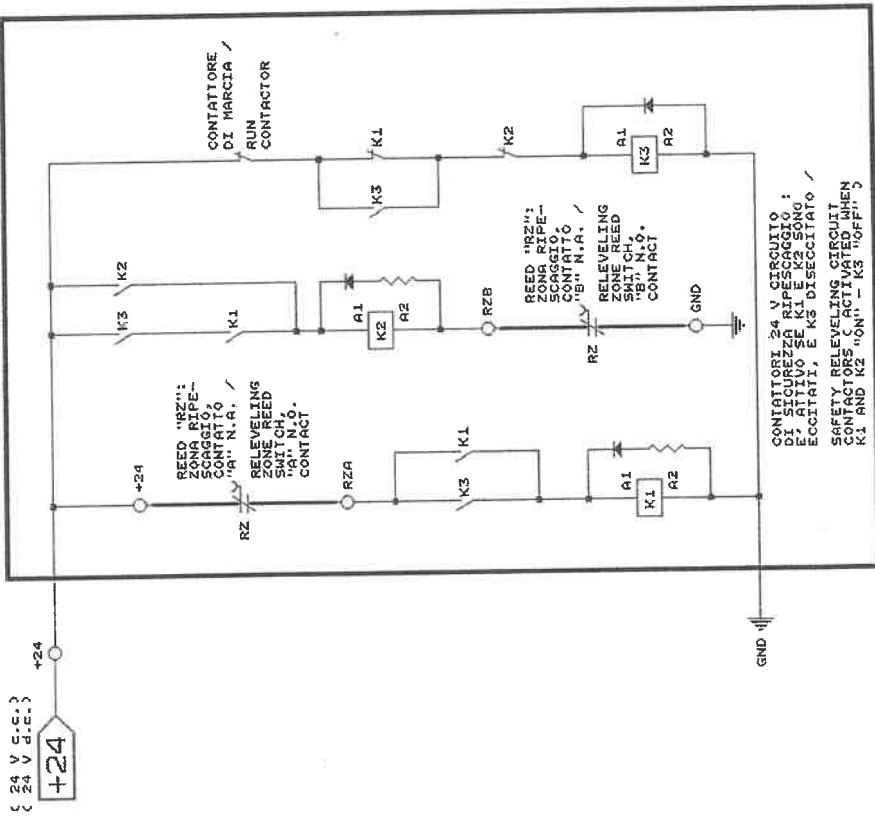 ( 24 V c.c.)
( 24 V d.c.)
+24
+24
+24
REED "RZ":
ZONA RIPE-
SCAGGIO,
CONTATTO
"A" N.A. /
RELEVELING
ZONE REED
SWITCH,
"A" N.O.
CONTACT
RZ
RZA
K3
K1
A1
K1
A2
K3
K2
K1
A1
K2
A2
RZB
REED "RZ":
ZONA RIPE-
SCAGGIO,
CONTATTO
"B" N.A. /
RELEVELING
ZONE REED
SWITCH,
"B" N.O.
CONTACT
RZ
GND
CONTATTORE
DI MARCIA /
RUN
CONTACTOR
K3
K1
K2
A1
K3
A2
GND
CONTATTORI 24 V CIRCUITO
DI SICUREZZA RIPESCAGGIO :
E' ATTIVO SE K1 E K2 SONO
ECCITATI, E K3 DISECCITATO /
SAFETY RELEVELING CIRCUIT
CONTACTORS ( ACTIVATED WHEN
K1 AND K2 "ON" - K3 "OFF" )